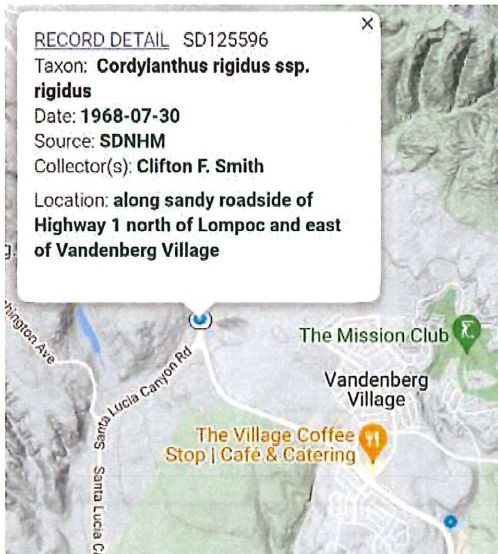 RECORD DETAIL SD125596
Taxon: Cordylanthus rigidus ssp.
rigidus
Date: 1968-07-30
Source: SDNHM
Collector(s): Clifton F. Smith
Location: along sandy roadside of
Highway 1 north of Lompoc and east
of Vandenberg Village
g.
hington Ave
Santa Lucia Canyon Rd
Santa Lucia C
The Mission Club
Vandenberg
Village
The Village Coffee
Stop | Café & Catering